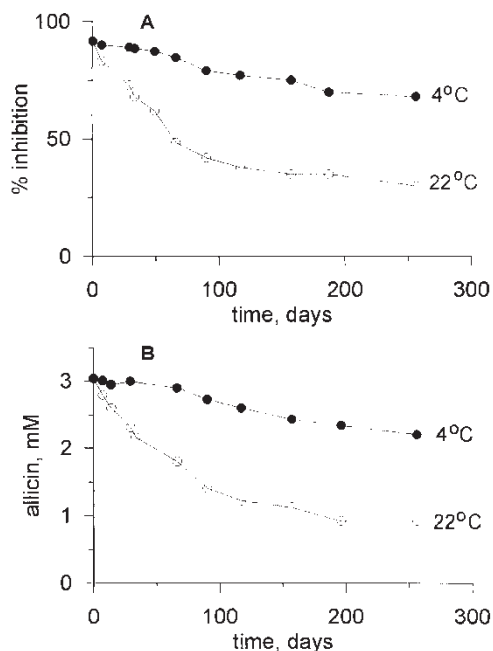 A
100
50
0
% inhibition
4°C
22°C
0 100 200 300
time, days
B
3
2
1
0
allicin, mM
4°C
22°C
0 100 200 300
time, days